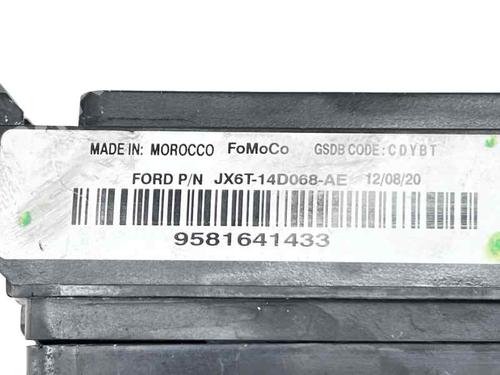 MADE IN: MOROCCO FoMoCo GSDB CODE: CDYBT
FORD P/N JX6T-14D068-AE 12/08/20
9581641433